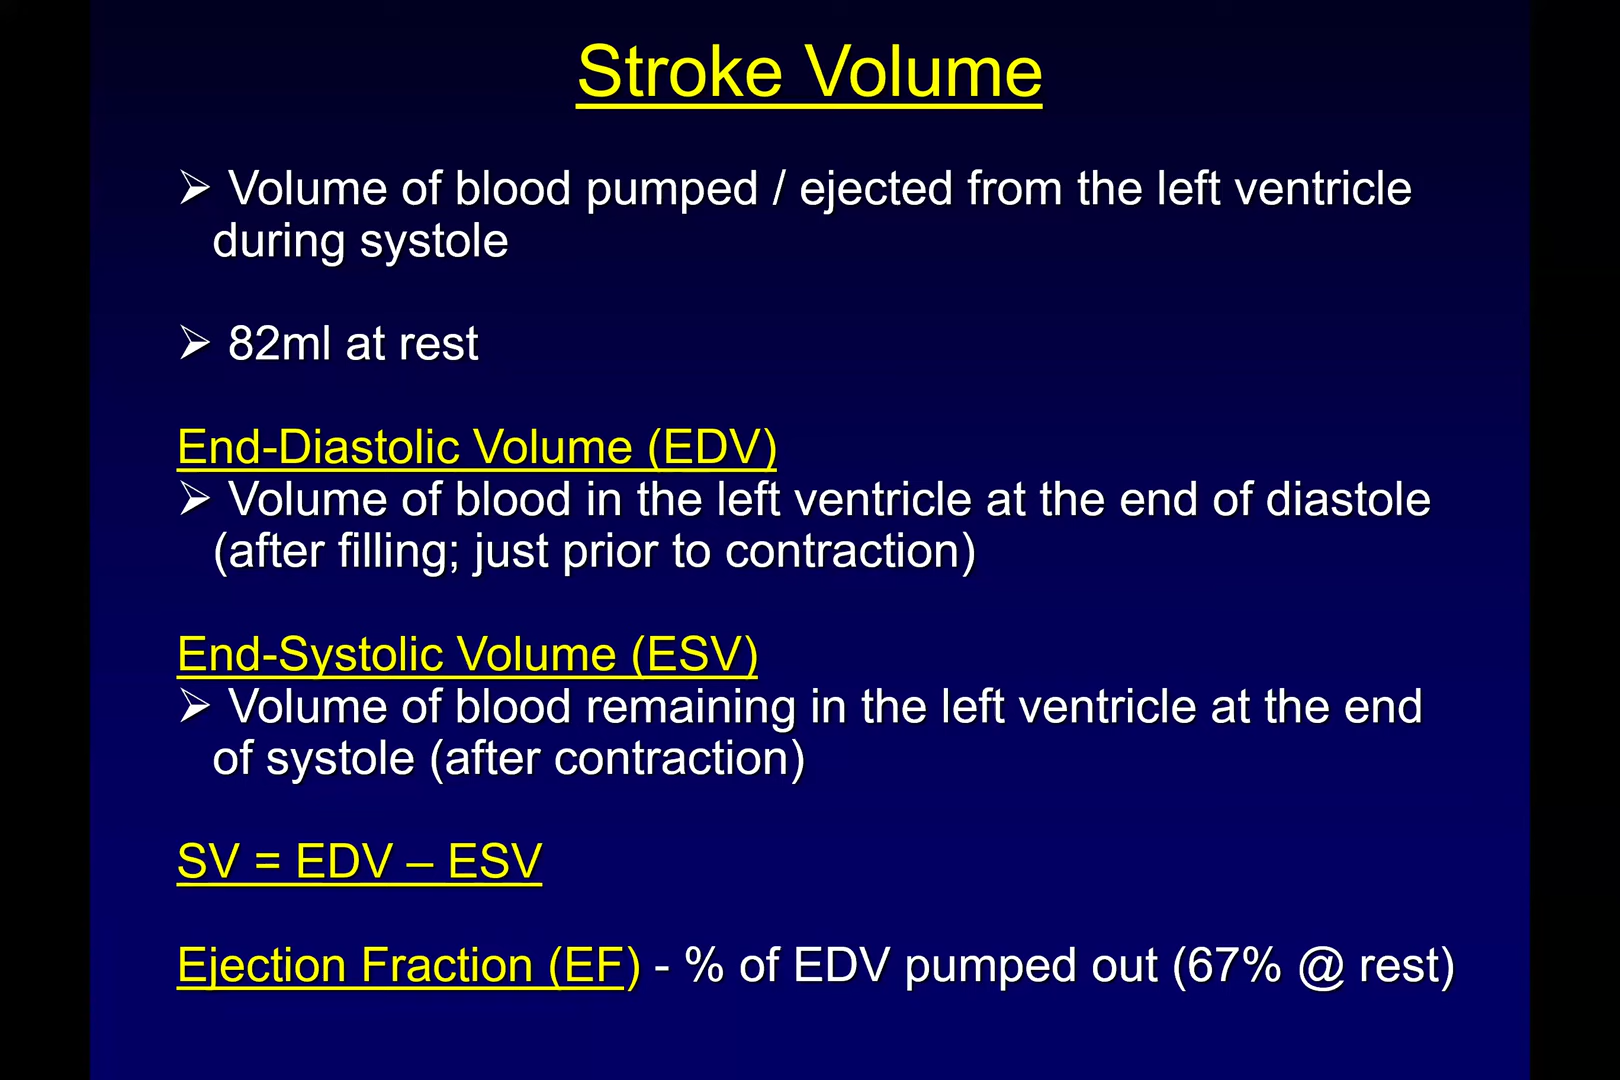 Stroke Volume
➢ Volume of blood pumped / ejected from the left ventricle
during systole
➢ 82ml at rest
End-Diastolic Volume (EDV)
➢ Volume of blood in the left ventricle at the end of diastole
(after filling; just prior to contraction)
End-Systolic Volume (ESV)
➢ Volume of blood remaining in the left ventricle at the end
of systole (after contraction)
SV = EDV – ESV
Ejection Fraction (EF) - % of EDV pumped out (67% @ rest)